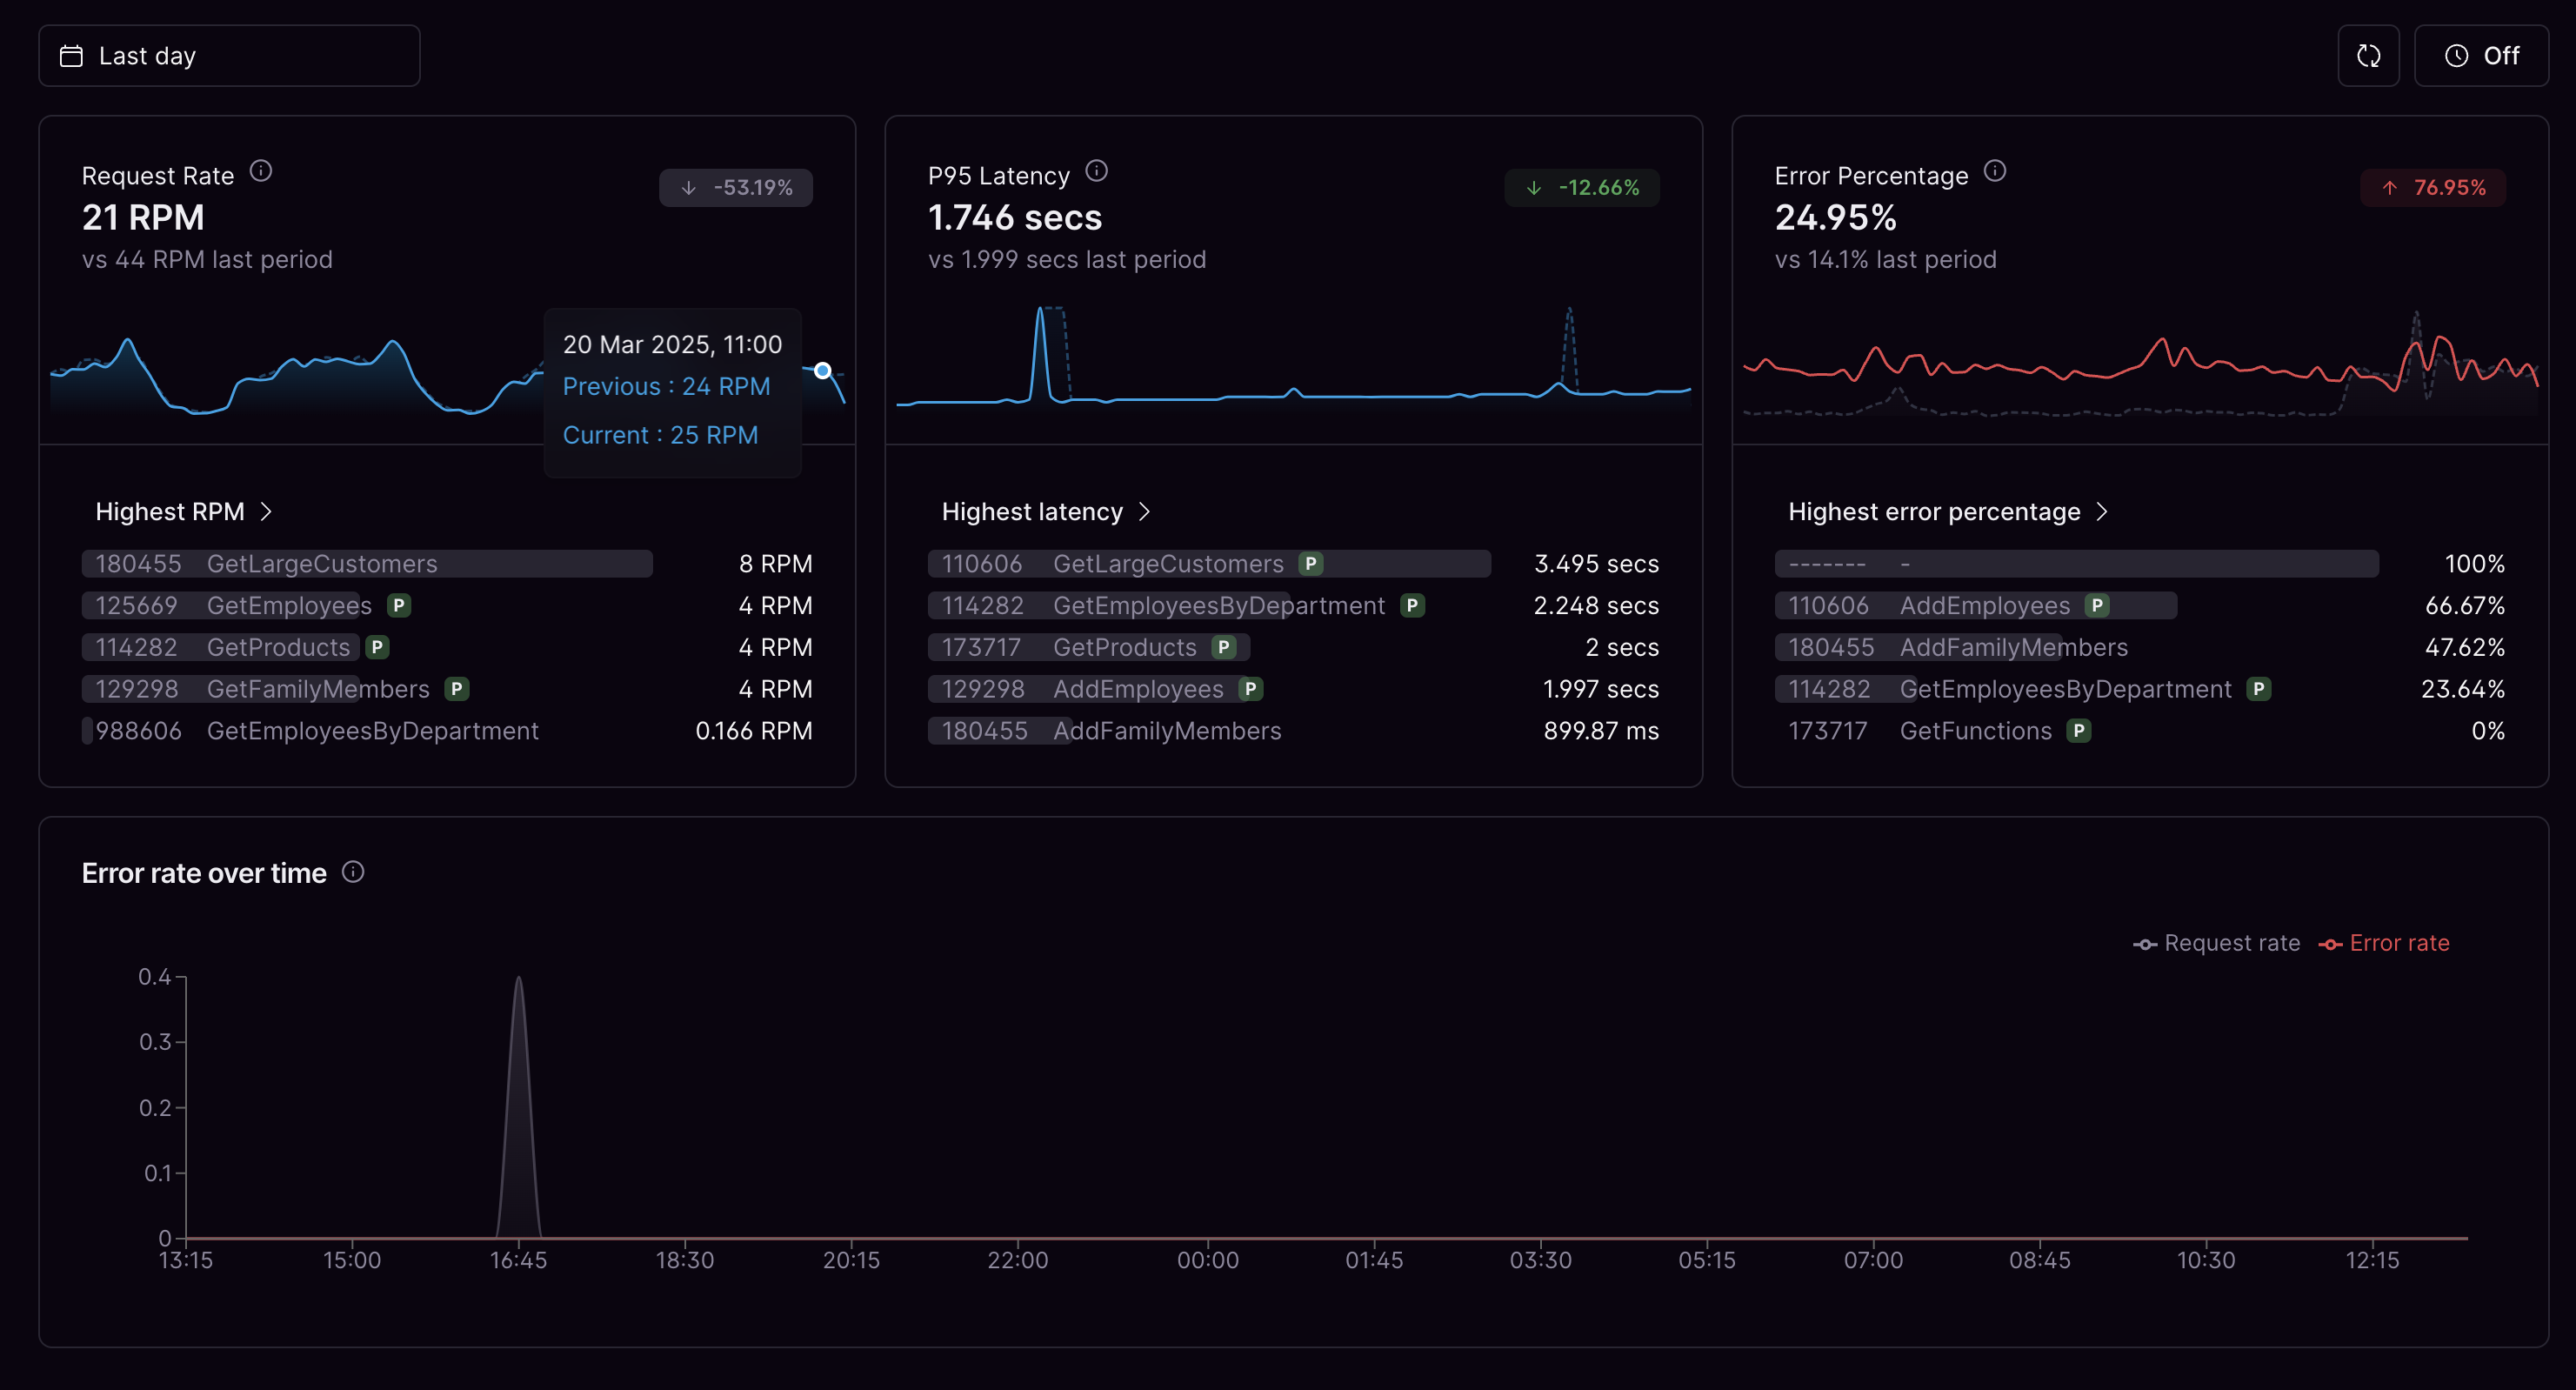 Last day
Off
Request Rate
-53.19%
21 RPM
vs 44 RPM last period
20 Mar 2025, 11:00
Previous : 24 RPM
Current : 25 RPM
Highest RPM
180455 GetLargeCustomers 8 RPM
125669 GetEmployees P 4 RPM
114282 GetProducts P 4 RPM
129298 GetFamilyMembers P 4 RPM
988606 GetEmployeesByDepartment 0.166 RPM
P95 Latency
-12.66%
1.746 secs
vs 1.999 secs last period
Highest latency
110606 GetLargeCustomers P 3.495 secs
114282 GetEmployeesByDepartment P 2.248 secs
173717 GetProducts P 2 secs
129298 AddEmployees P 1.997 secs
180455 AddFamilyMembers 899.87 ms
Error Percentage
76.95%
24.95%
vs 14.1% last period
Highest error percentage
------- - 100%
110606 AddEmployees P 66.67%
180455 AddFamilyMembers 47.62%
114282 GetEmployeesByDepartment P 23.64%
173717 GetFunctions P 0%
Error rate over time
Request rate Error rate
0.4
0.3
0.2
0.1
0
13:15 15:00 16:45 18:30 20:15 22:00 00:00 01:45 03:30 05:15 07:00 08:45 10:30 12:15